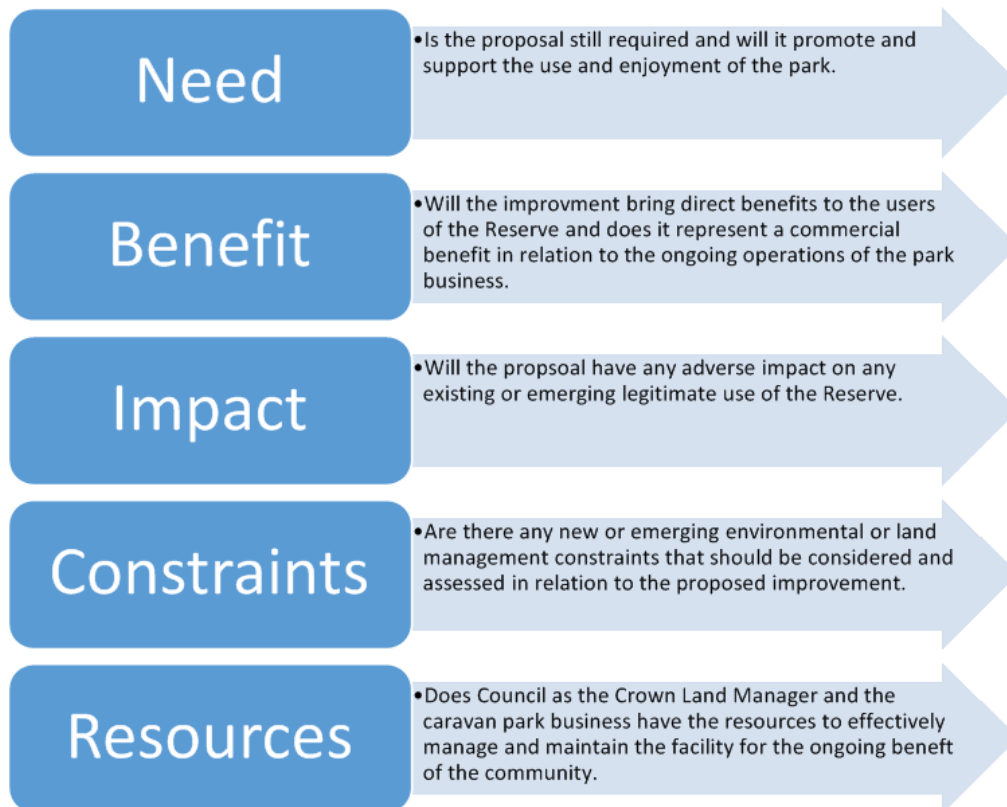 Need
•Is the proposal still required and will it promote and
support the use and enjoyment of the park.
Benefit
•Will the improvment bring direct benefits to the users
of the Reserve and does it represent a commercial
benefit in relation to the ongoing operations of the park
business.
Impact
•Will the propsoal have any adverse impact on any
existing or emerging legitimate use of the Reserve.
Constraints
•Are there any new or emerging environmental or land
management constraints that should be considered and
assessed in relation to the proposed improvement.
Resources
•Does Council as the Crown Land Manager and the
caravan park business have the resources to effectively
manage and maintain the facility for the ongoing beneft
of the community.